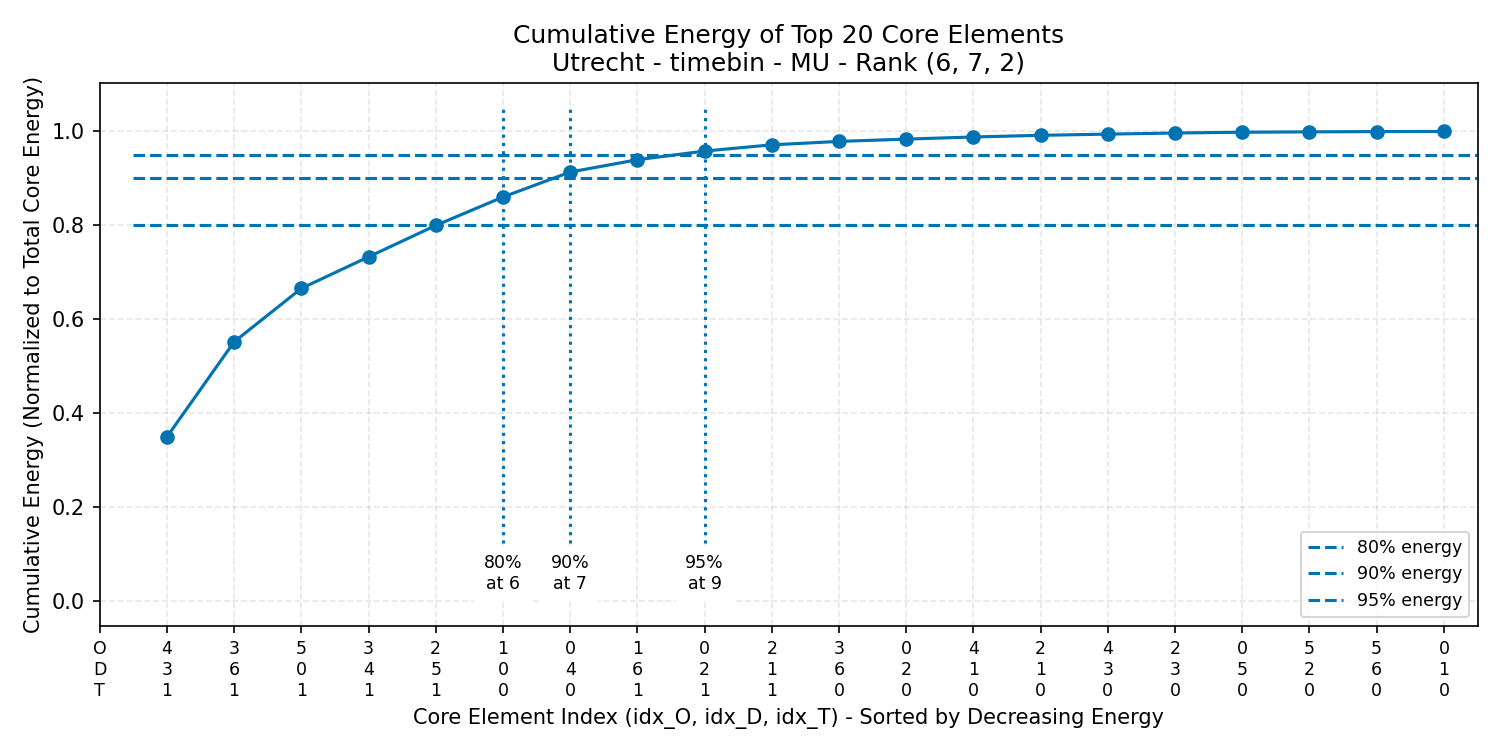 Cumulative Energy of Top 20 Core Elements
Utrecht - timebin - MU - Rank (6, 7, 2)
Cumulative Energy (Normalized to Total Core Energy)
1.0
0.8
0.6
0.4
0.2
0.0
80%
at 6
90%
at 7
95%
at 9
80% energy
90% energy
95% energy
O 4 3 5 3 2 1 0 1 0 2 3 0 4 2 4 2 0 5 5 0
D 3 6 0 4 5 0 4 6 2 1 6 2 1 1 3 3 5 2 6 1
T 1 1 1 1 1 0 0 1 1 1 0 0 0 0 0 0 0 0 0 0
Core Element Index (idx_O, idx_D, idx_T) - Sorted by Decreasing Energy